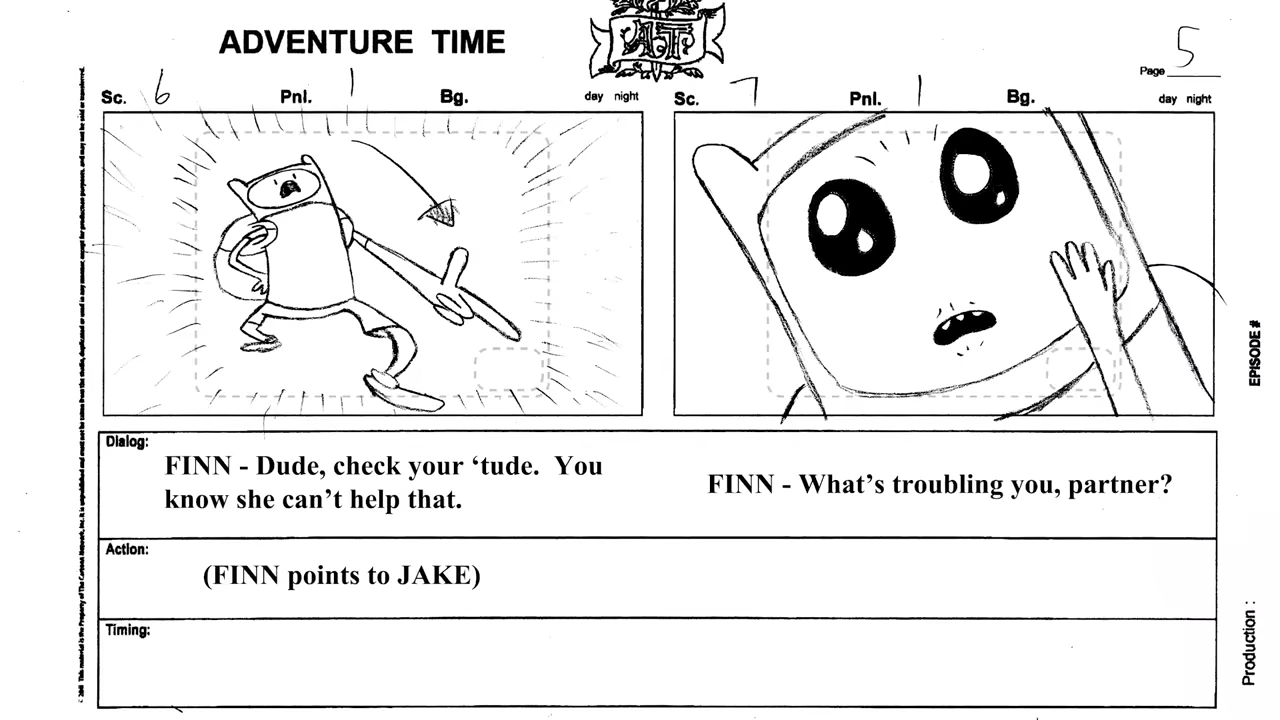 ADVENTURE TIME
AT
Page 5
Sc. 6 Pnl. 1 Bg. day night
Sc. 7 Pnl. 1 Bg. day night
Dialog:
FINN - Dude, check your ‘tude. You
know she can’t help that.
FINN - What’s troubling you, partner?
Action:
(FINN points to JAKE)
Timing:
EPISODE #
Production :